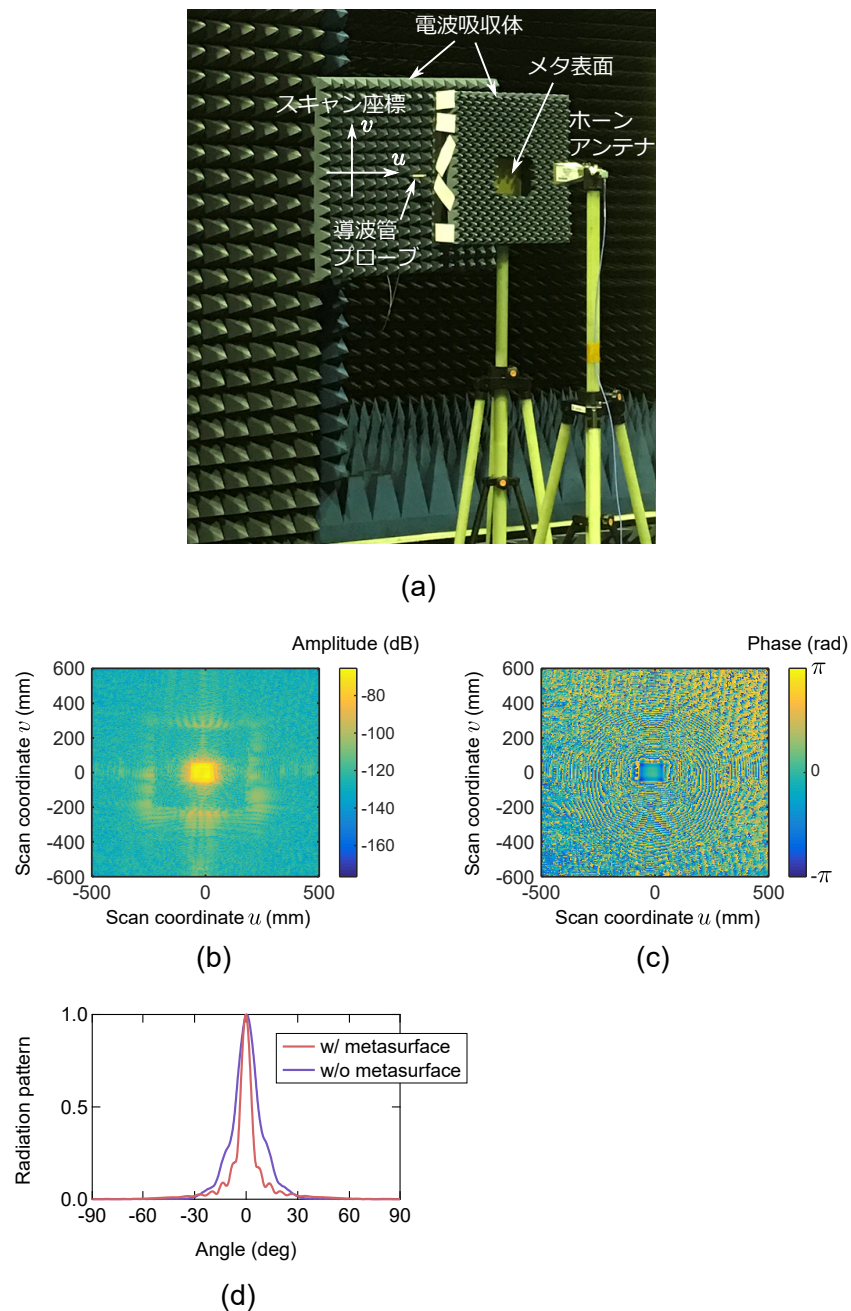 電波吸収体
メタ表面
スキャン座標
v
ホーン
アンテナ
u
導波管
プローブ
(a)
Amplitude (dB)
600
400
200
0
-200
-400
-600
-500
0
500
Scan coordinate v (mm)
Scan coordinate u (mm)
-80
-100
-120
-140
-160
(b)
Phase (rad)
600
400
200
0
-200
-400
-600
-500
0
500
Scan coordinate v (mm)
Scan coordinate u (mm)
π
0
-π
(c)
1.0
0.5
0.0
Radiation pattern
w/ metasurface
w/o metasurface
-90
-60
-30
0
30
60
90
Angle (deg)
(d)